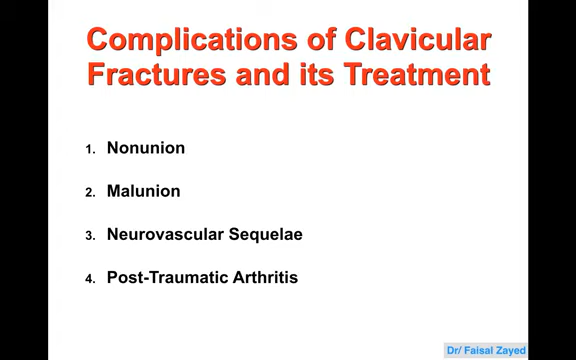 Complications of Clavicular
Fractures and its Treatment
1. Nonunion
2. Malunion
3. Neurovascular Sequelae
4. Post-Traumatic Arthritis
Dr/ Faisal Zayed